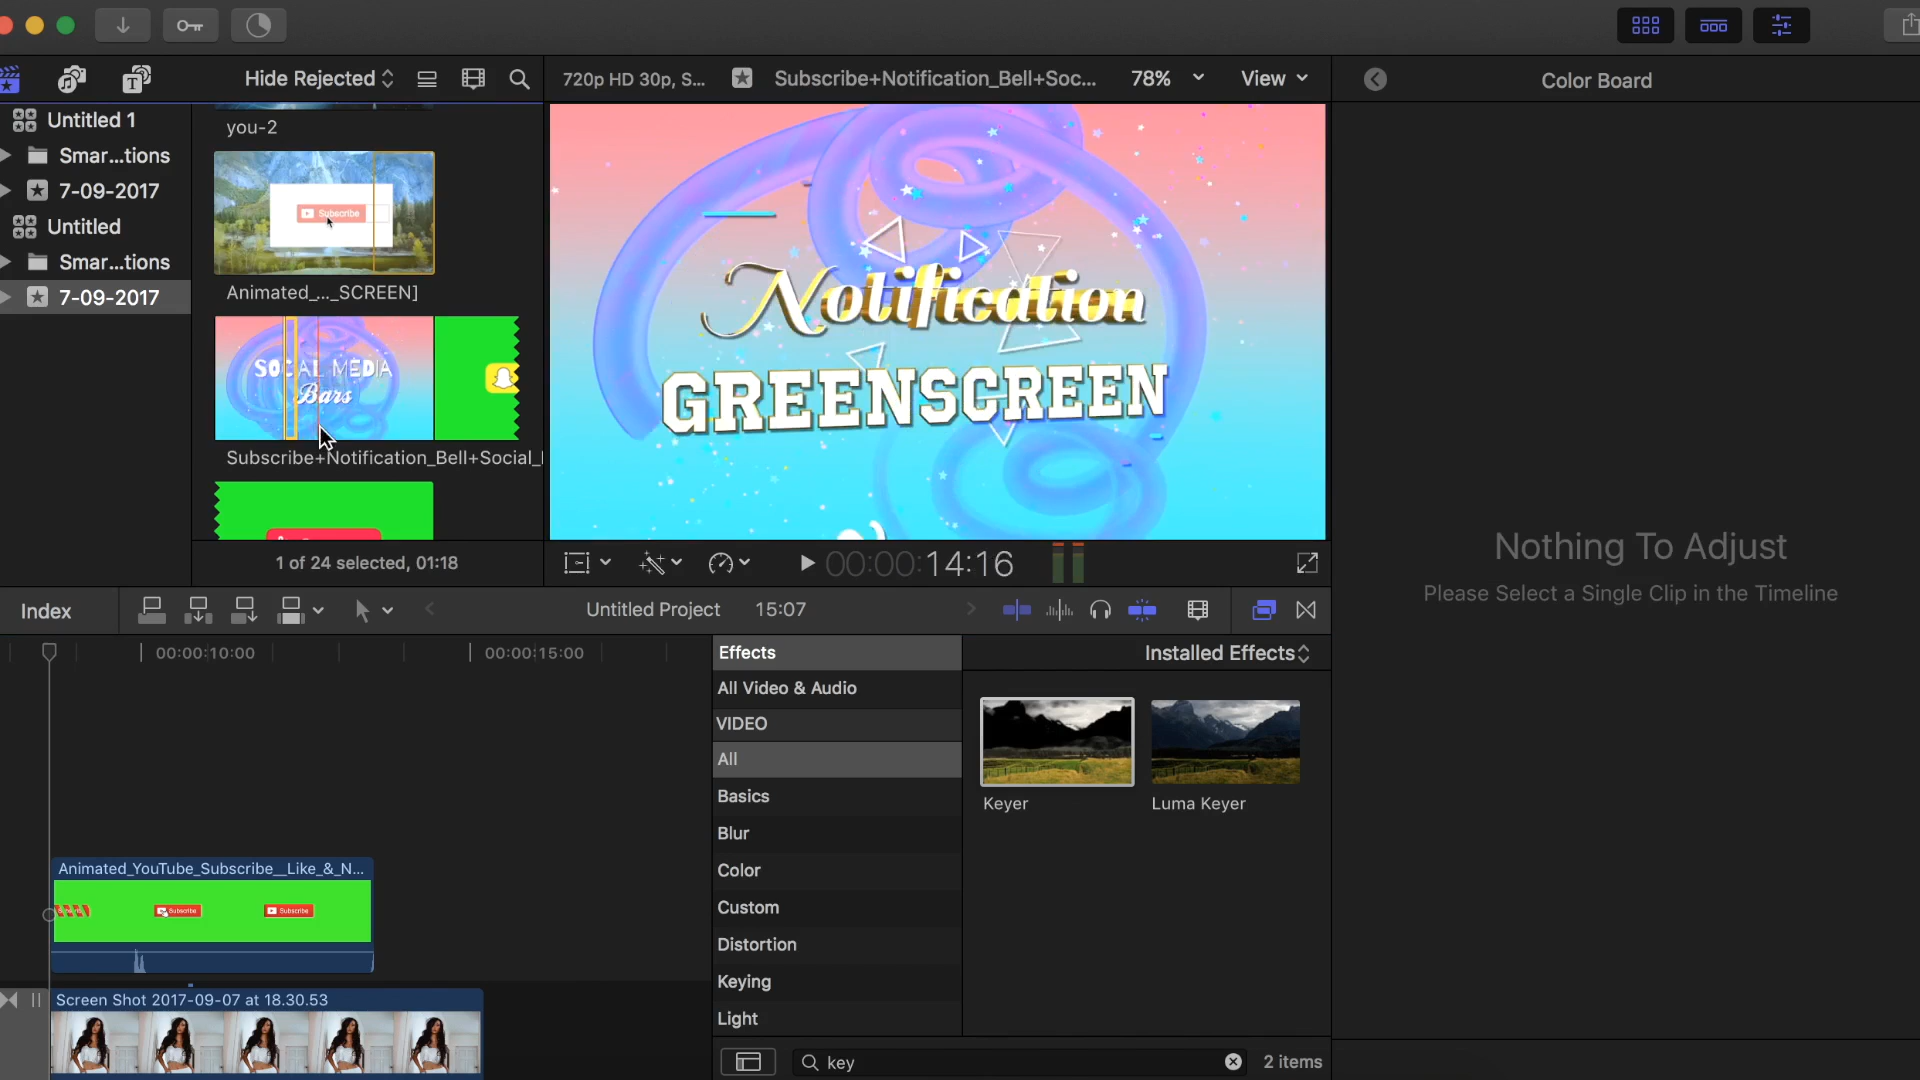 Hide Rejected
720p HD 30p, S...
Subscribe+Notification_Bell+Soc...
78%
View
Color Board
Untitled 1
Smar...tions
7-09-2017
Untitled
Smar...tions
7-09-2017
you-2
Subscribe
Animated_..._SCREEN]
SOCIAL MEDIA
Bars
Subscribe+Notification_Bell+Social_
Notification
GREENSCREEN
Nothing To Adjust
Please Select a Single Clip in the Timeline
1 of 24 selected, 01:18
00:00:14:16
Index
Untitled Project
15:07
00:00:10:00
00:00:15:00
Effects
Installed Effects
All Video & Audio
VIDEO
All
Basics
Blur
Color
Custom
Distortion
Keying
Light
Keyer
Luma Keyer
Animated_YouTube_Subscribe__Like_&_N...
Subscribe
Subscribe
Screen Shot 2017-09-07 at 18.30.53
key
2 items